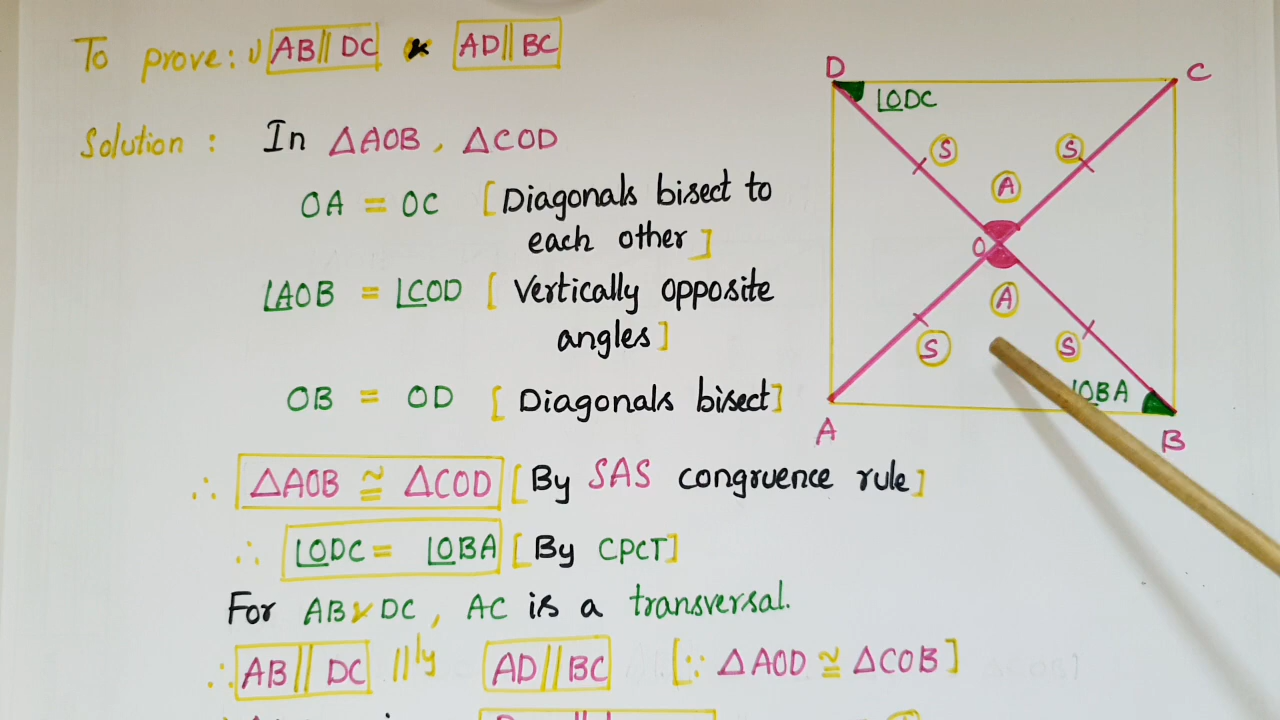 To prove: 1) AB∥DC & AD∥BC
Solution : In △AOB, △COD
OA = OC [Diagonals bisect to
each other]
∠AOB = ∠COD [Vertically opposite
angles]
OB = OD [Diagonals bisect]
∴ △AOB ≅ △COD [By SAS congruence rule]
∴ ∠ODC = ∠OBA [By CPCT]
For AB & DC, AC is a transversal.
∴ AB∥DC ∥ly AD∥BC [∵ △AOD ≅ △COB]
D
C
∠ODC
S
S
A
O
A
S
S
∠OBA
A
B